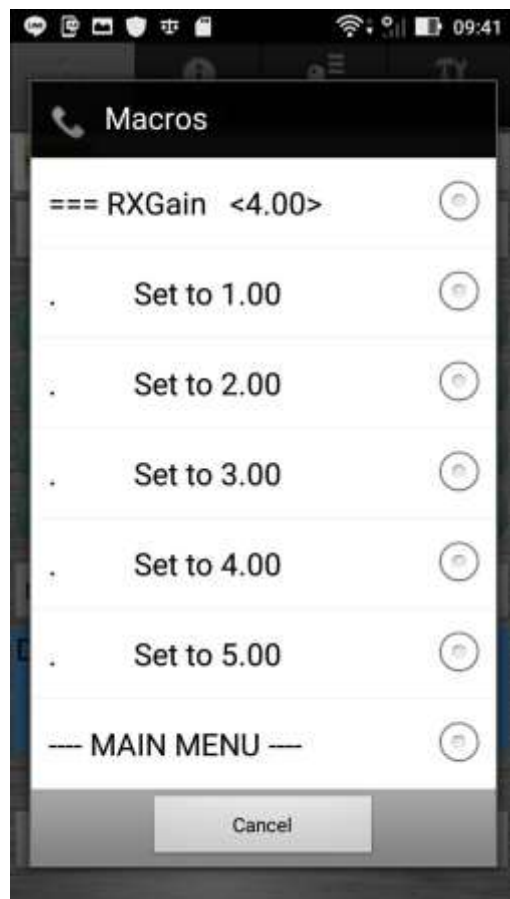 09:41
Macros
=== RXGain <4.00>
. Set to 1.00
. Set to 2.00
. Set to 3.00
. Set to 4.00
. Set to 5.00
---- MAIN MENU ----
Cancel